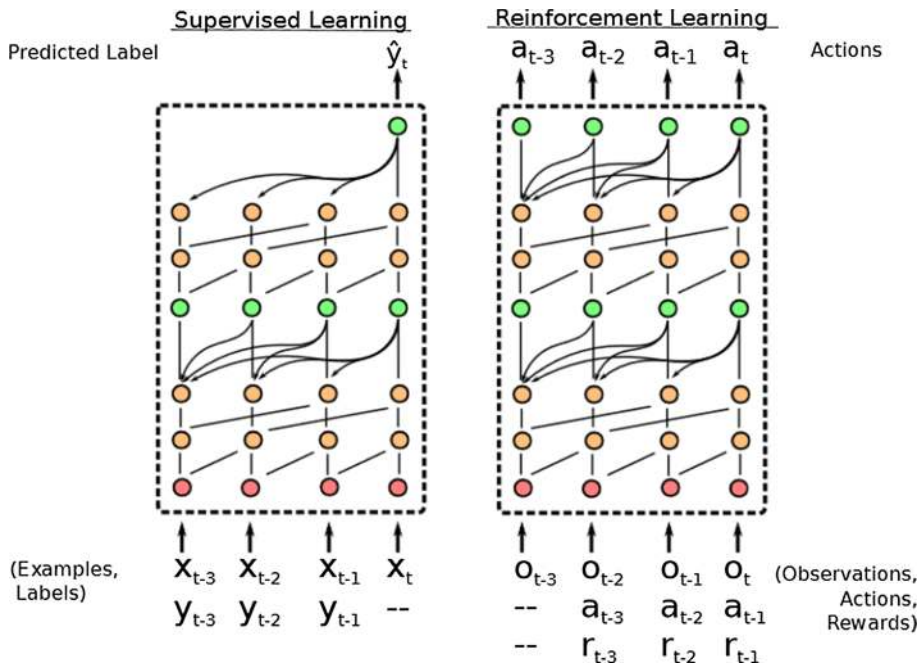 Supervised Learning Reinforcement Learning
Predicted Label ŷt at-3 at-2 at-1 at Actions
(Examples, Labels) xt-3 xt-2 xt-1 xt
yt-3 yt-2 yt-1 --
ot-3 ot-2 ot-1 ot (Observations,
-- at-3 at-2 at-1 Actions,
-- rt-3 rt-2 rt-1 Rewards)